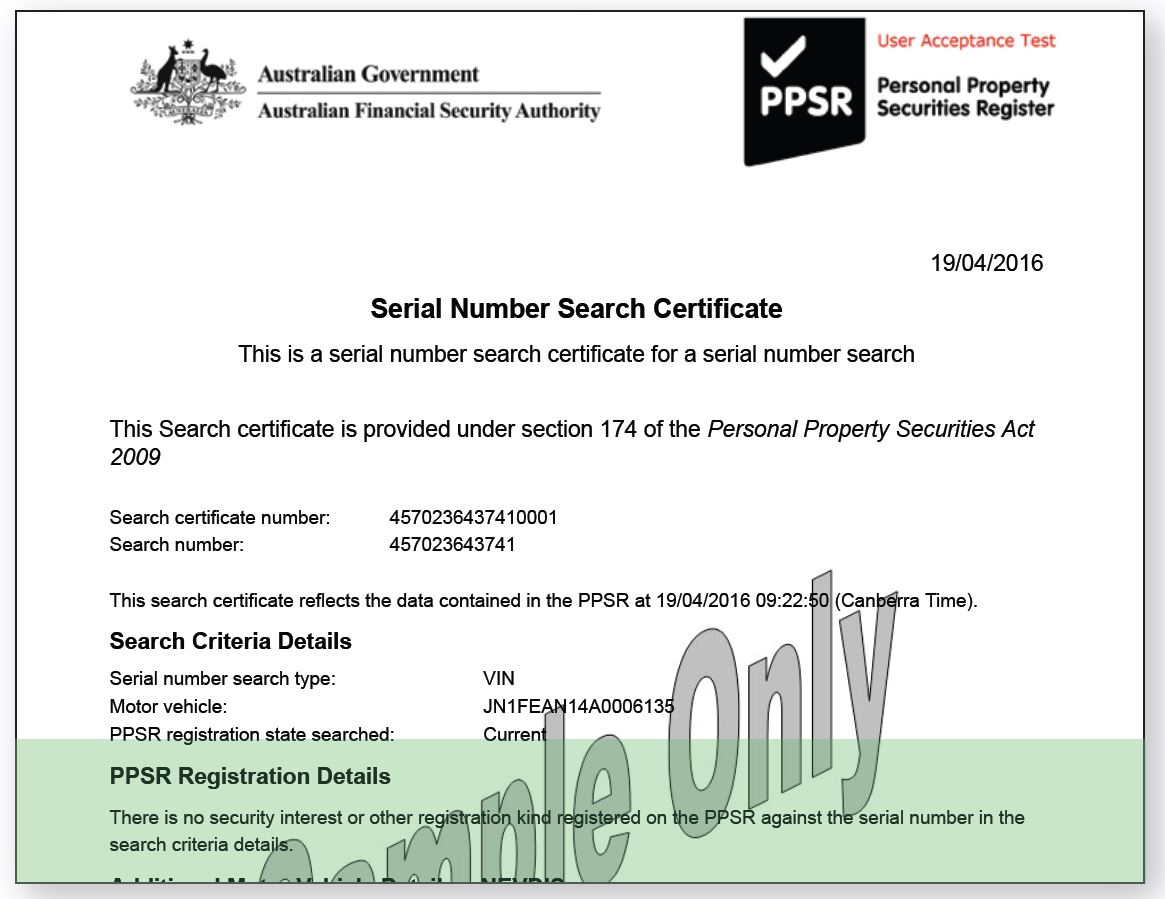 Australian Government
Australian Financial Security Authority
PPSR
User Acceptance Test
Personal Property
Securities Register
19/04/2016
Serial Number Search Certificate
This is a serial number search certificate for a serial number search
This Search certificate is provided under section 174 of the Personal Property Securities Act
2009
Search certificate number: 4570236437410001
Search number: 457023643741
This search certificate reflects the data contained in the PPSR at 19/04/2016 09:22:50 (Canberra Time).
Search Criteria Details
Serial number search type: VIN
Motor vehicle: JN1FEAN14A0006135
PPSR registration state searched: Current
PPSR Registration Details
There is no security interest or other registration kind registered on the PPSR against the serial number in the
search criteria details.
Sample Only